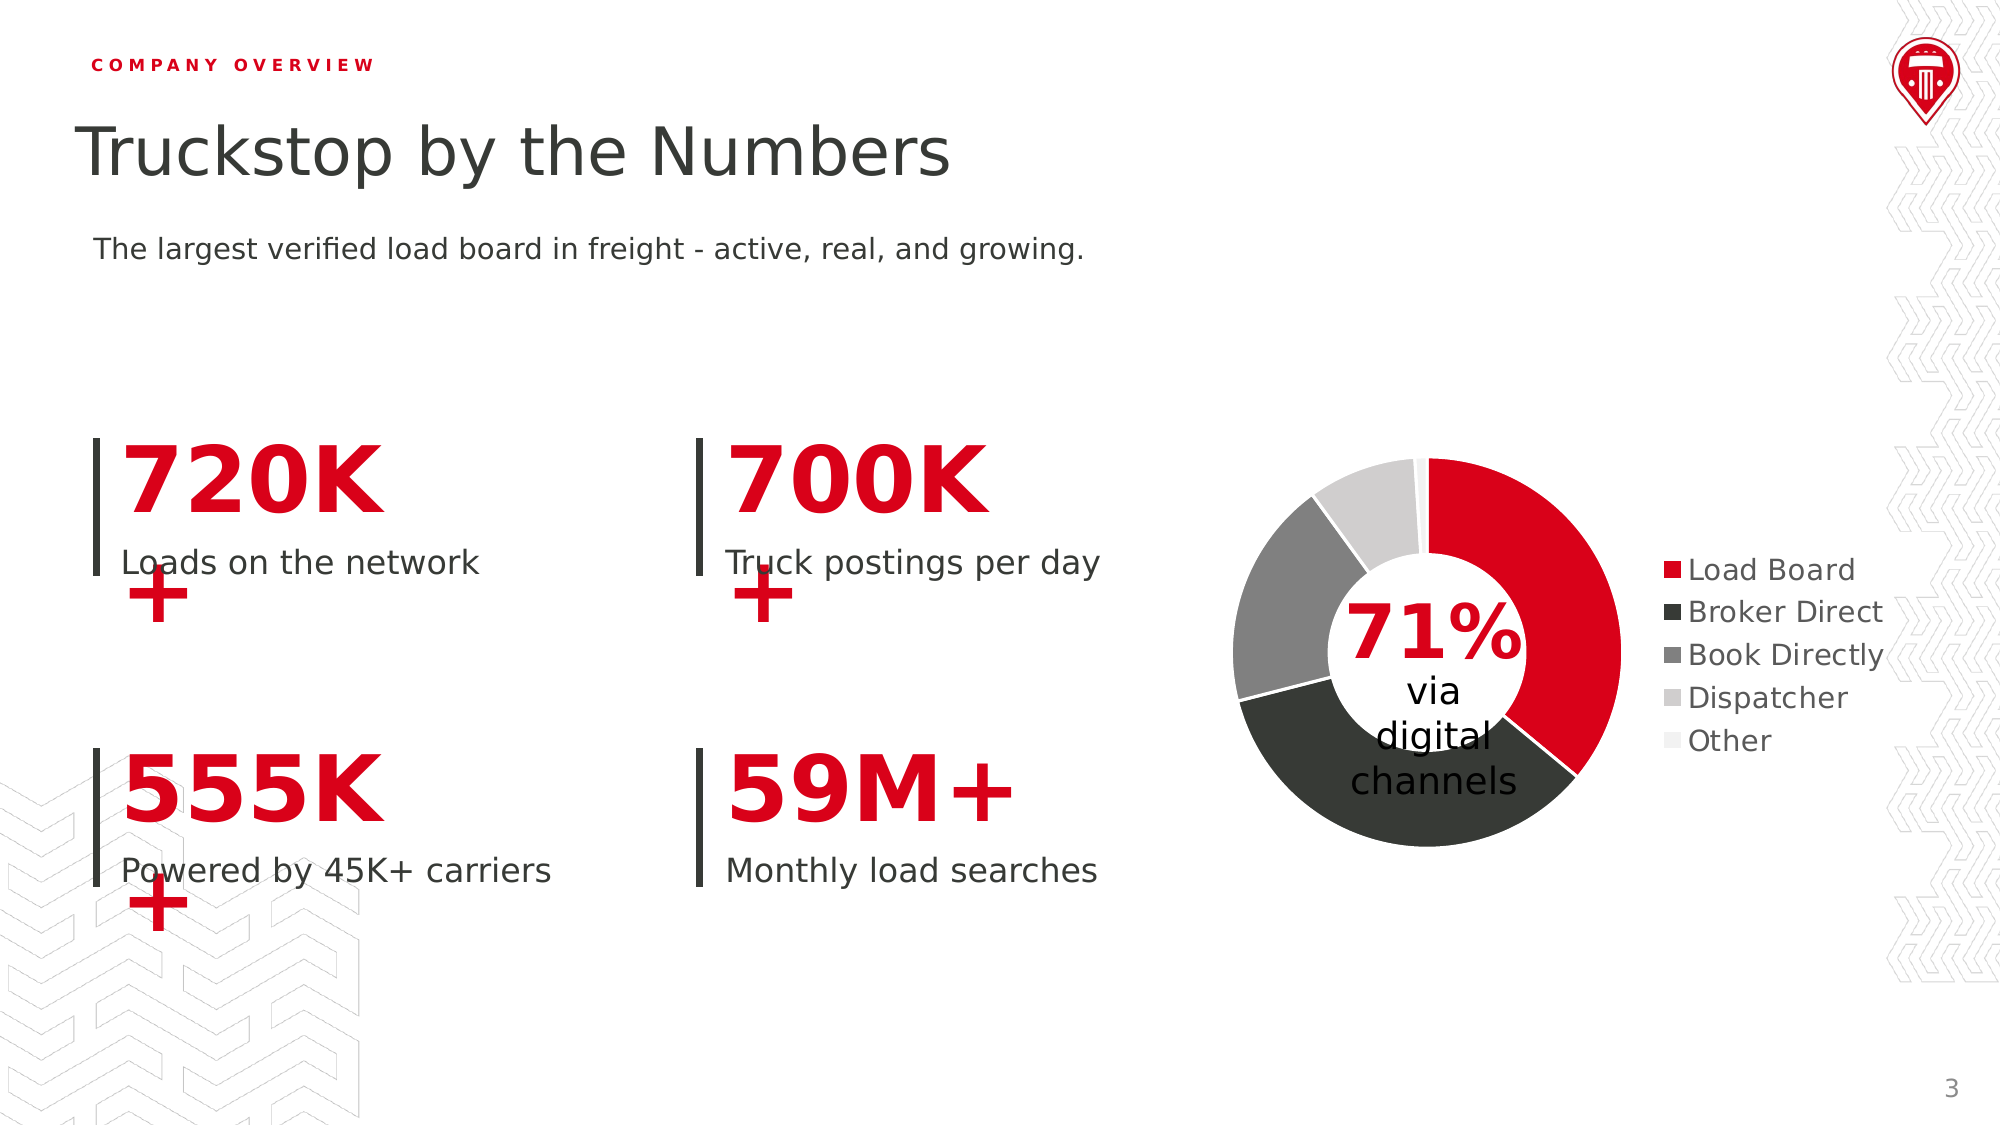 COMPANY OVERVIEW
Truckstop by the Numbers
The largest verified load board in freight - active, real, and growing.
720K
+
Loads on the network
700K
+
Truck postings per day
555K
+
Powered by 45K+ carriers
59M+
Monthly load searches
71%
via
digital
channels
Load Board
Broker Direct
Book Directly
Dispatcher
Other
3